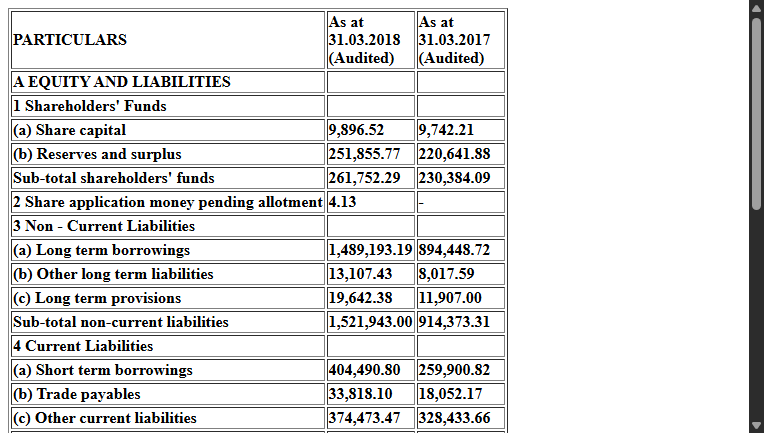 PARTICULARS As at 31.03.2018 (Audited) As at 31.03.2017 (Audited)
A EQUITY AND LIABILITIES
1 Shareholders' Funds
(a) Share capital 9,896.52 9,742.21
(b) Reserves and surplus 251,855.77 220,641.88
Sub-total shareholders' funds 261,752.29 230,384.09
2 Share application money pending allotment 4.13 -
3 Non - Current Liabilities
(a) Long term borrowings 1,489,193.19 894,448.72
(b) Other long term liabilities 13,107.43 8,017.59
(c) Long term provisions 19,642.38 11,907.00
Sub-total non-current liabilities 1,521,943.00 914,373.31
4 Current Liabilities
(a) Short term borrowings 404,490.80 259,900.82
(b) Trade payables 33,818.10 18,052.17
(c) Other current liabilities 374,473.47 328,433.66